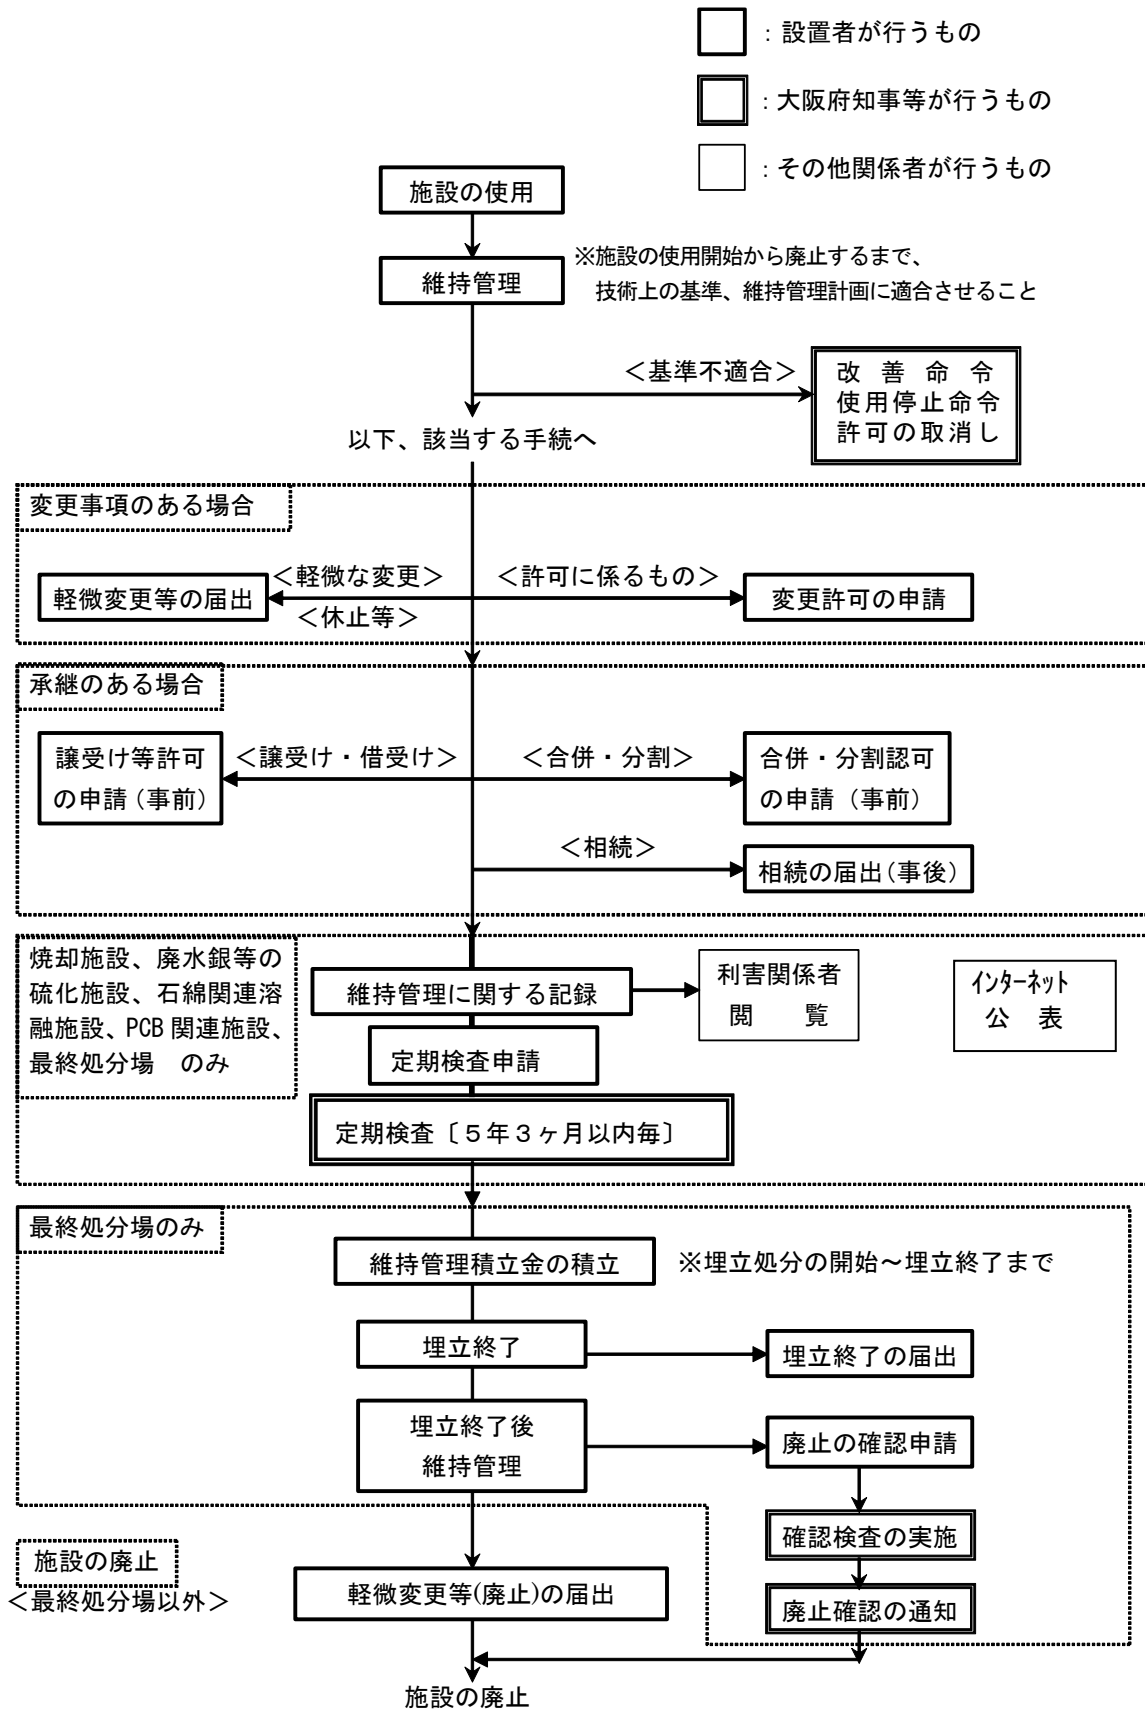 ：設置者が行うもの
：大阪府知事等が行うもの
：その他関係者が行うもの
施設の使用
維持管理
※施設の使用開始から廃止するまで、
技術上の基準、維持管理計画に適合させること
＜基準不適合＞
改善命令
使用停止命令
許可の取消し
以下、該当する手続へ
変更事項のある場合
軽微変更等の届出
＜軽微な変更＞
＜休止等＞
＜許可に係るもの＞
変更許可の申請
承継のある場合
譲受け等許可
の申請（事前）
＜譲受け・借受け＞
＜合併・分割＞
合併・分割認可
の申請（事前）
＜相続＞
相続の届出（事後）
焼却施設、廃水銀等の
硫化施設、石綿関連溶
融施設、PCB関連施設、
最終処分場　のみ
維持管理に関する記録
利害関係者
閲　　覧
ｲﾝﾀｰﾈｯﾄ
公　表
定期検査申請
定期検査〔５年３ヶ月以内毎〕
最終処分場のみ
維持管理積立金の積立
※埋立処分の開始～埋立終了まで
埋立終了
埋立終了の届出
埋立終了後
維持管理
廃止の確認申請
確認検査の実施
廃止確認の通知
施設の廃止
＜最終処分場以外＞
軽微変更等(廃止)の届出
施設の廃止